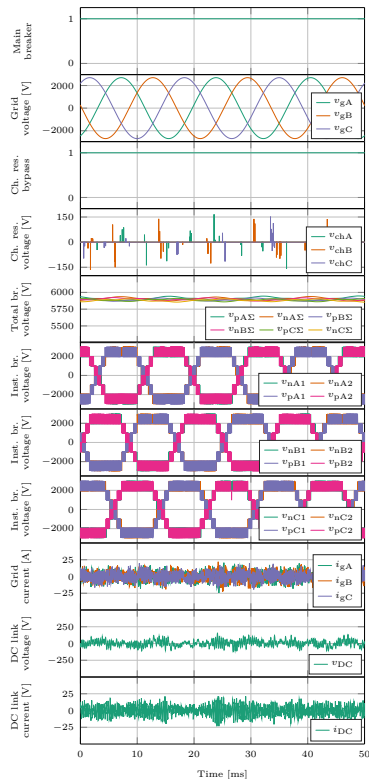 Main breaker
1
0
Grid voltage [V]
2000
0
−2000
vgA
vgB
vgC
Ch. res. bypass
1
0
Ch. res. voltage [V]
150
0
−150
vchA
vchB
vchC
Total br. voltage [V]
6000
5750
5500
vpAΣ vnAΣ vpBΣ
vnBΣ vpCΣ vnCΣ
Inst. br. voltage [V]
2000
0
−2000
vnA1 vnA2
vpA1 vpA2
Inst. br. voltage [V]
2000
0
−2000
vnB1 vnB2
vpB1 vpB2
Inst. br. voltage [V]
2000
0
−2000
vnC1 vnC2
vpC1 vpC2
Grid current [A]
25
0
−25
igA
igB
igC
DC link voltage [V]
250
0
−250
vDC
DC link current [V]
25
0
−25
iDC
0 10 20 30 40 50
Time [ms]